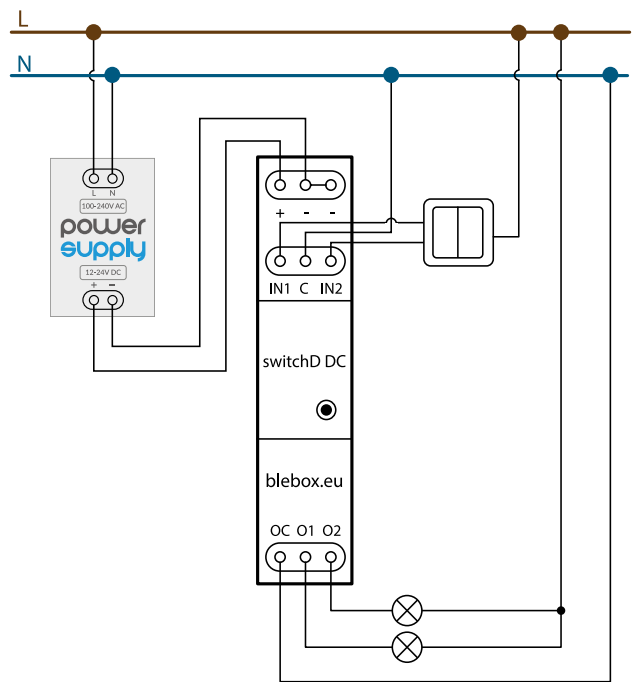 L
N
L N
100-240V AC
power
supply
12-24V DC
+ −
+ - -
IN1 C IN2
switchD DC
blebox.eu
OC O1 O2